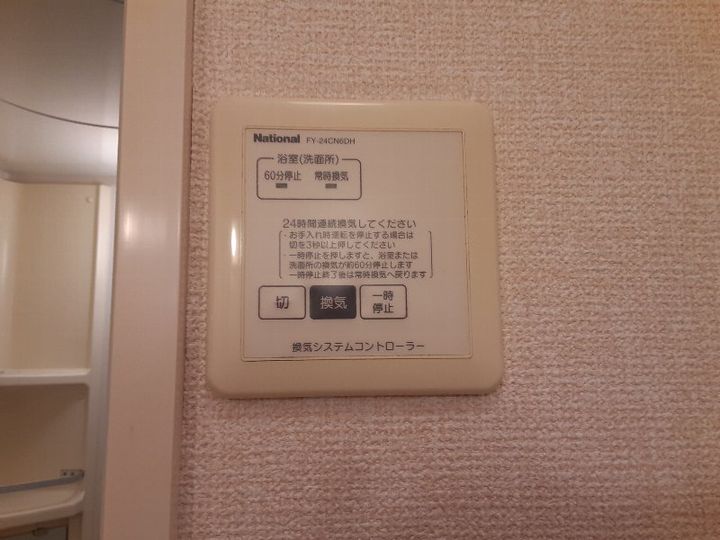 National FY-24CN6DH
浴室(洗面所)
60分停止 常時換気
24時間連続換気してください
・お手入れ時運転を停止する場合は
切を3秒以上押してください
・一時停止を押しますと、浴室または
洗面所の換気が約60分停止します
一時停止終了後は常時換気へ戻ります
切 換気 一時
停止
換気システムコントローラー